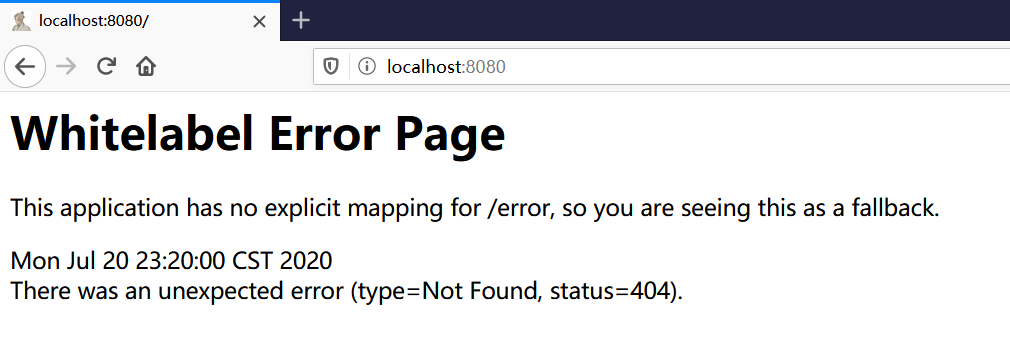 localhost:8080/
localhost:8080
Whitelabel Error Page
This application has no explicit mapping for /error, so you are seeing this as a fallback.
Mon Jul 20 23:20:00 CST 2020
There was an unexpected error (type=Not Found, status=404).